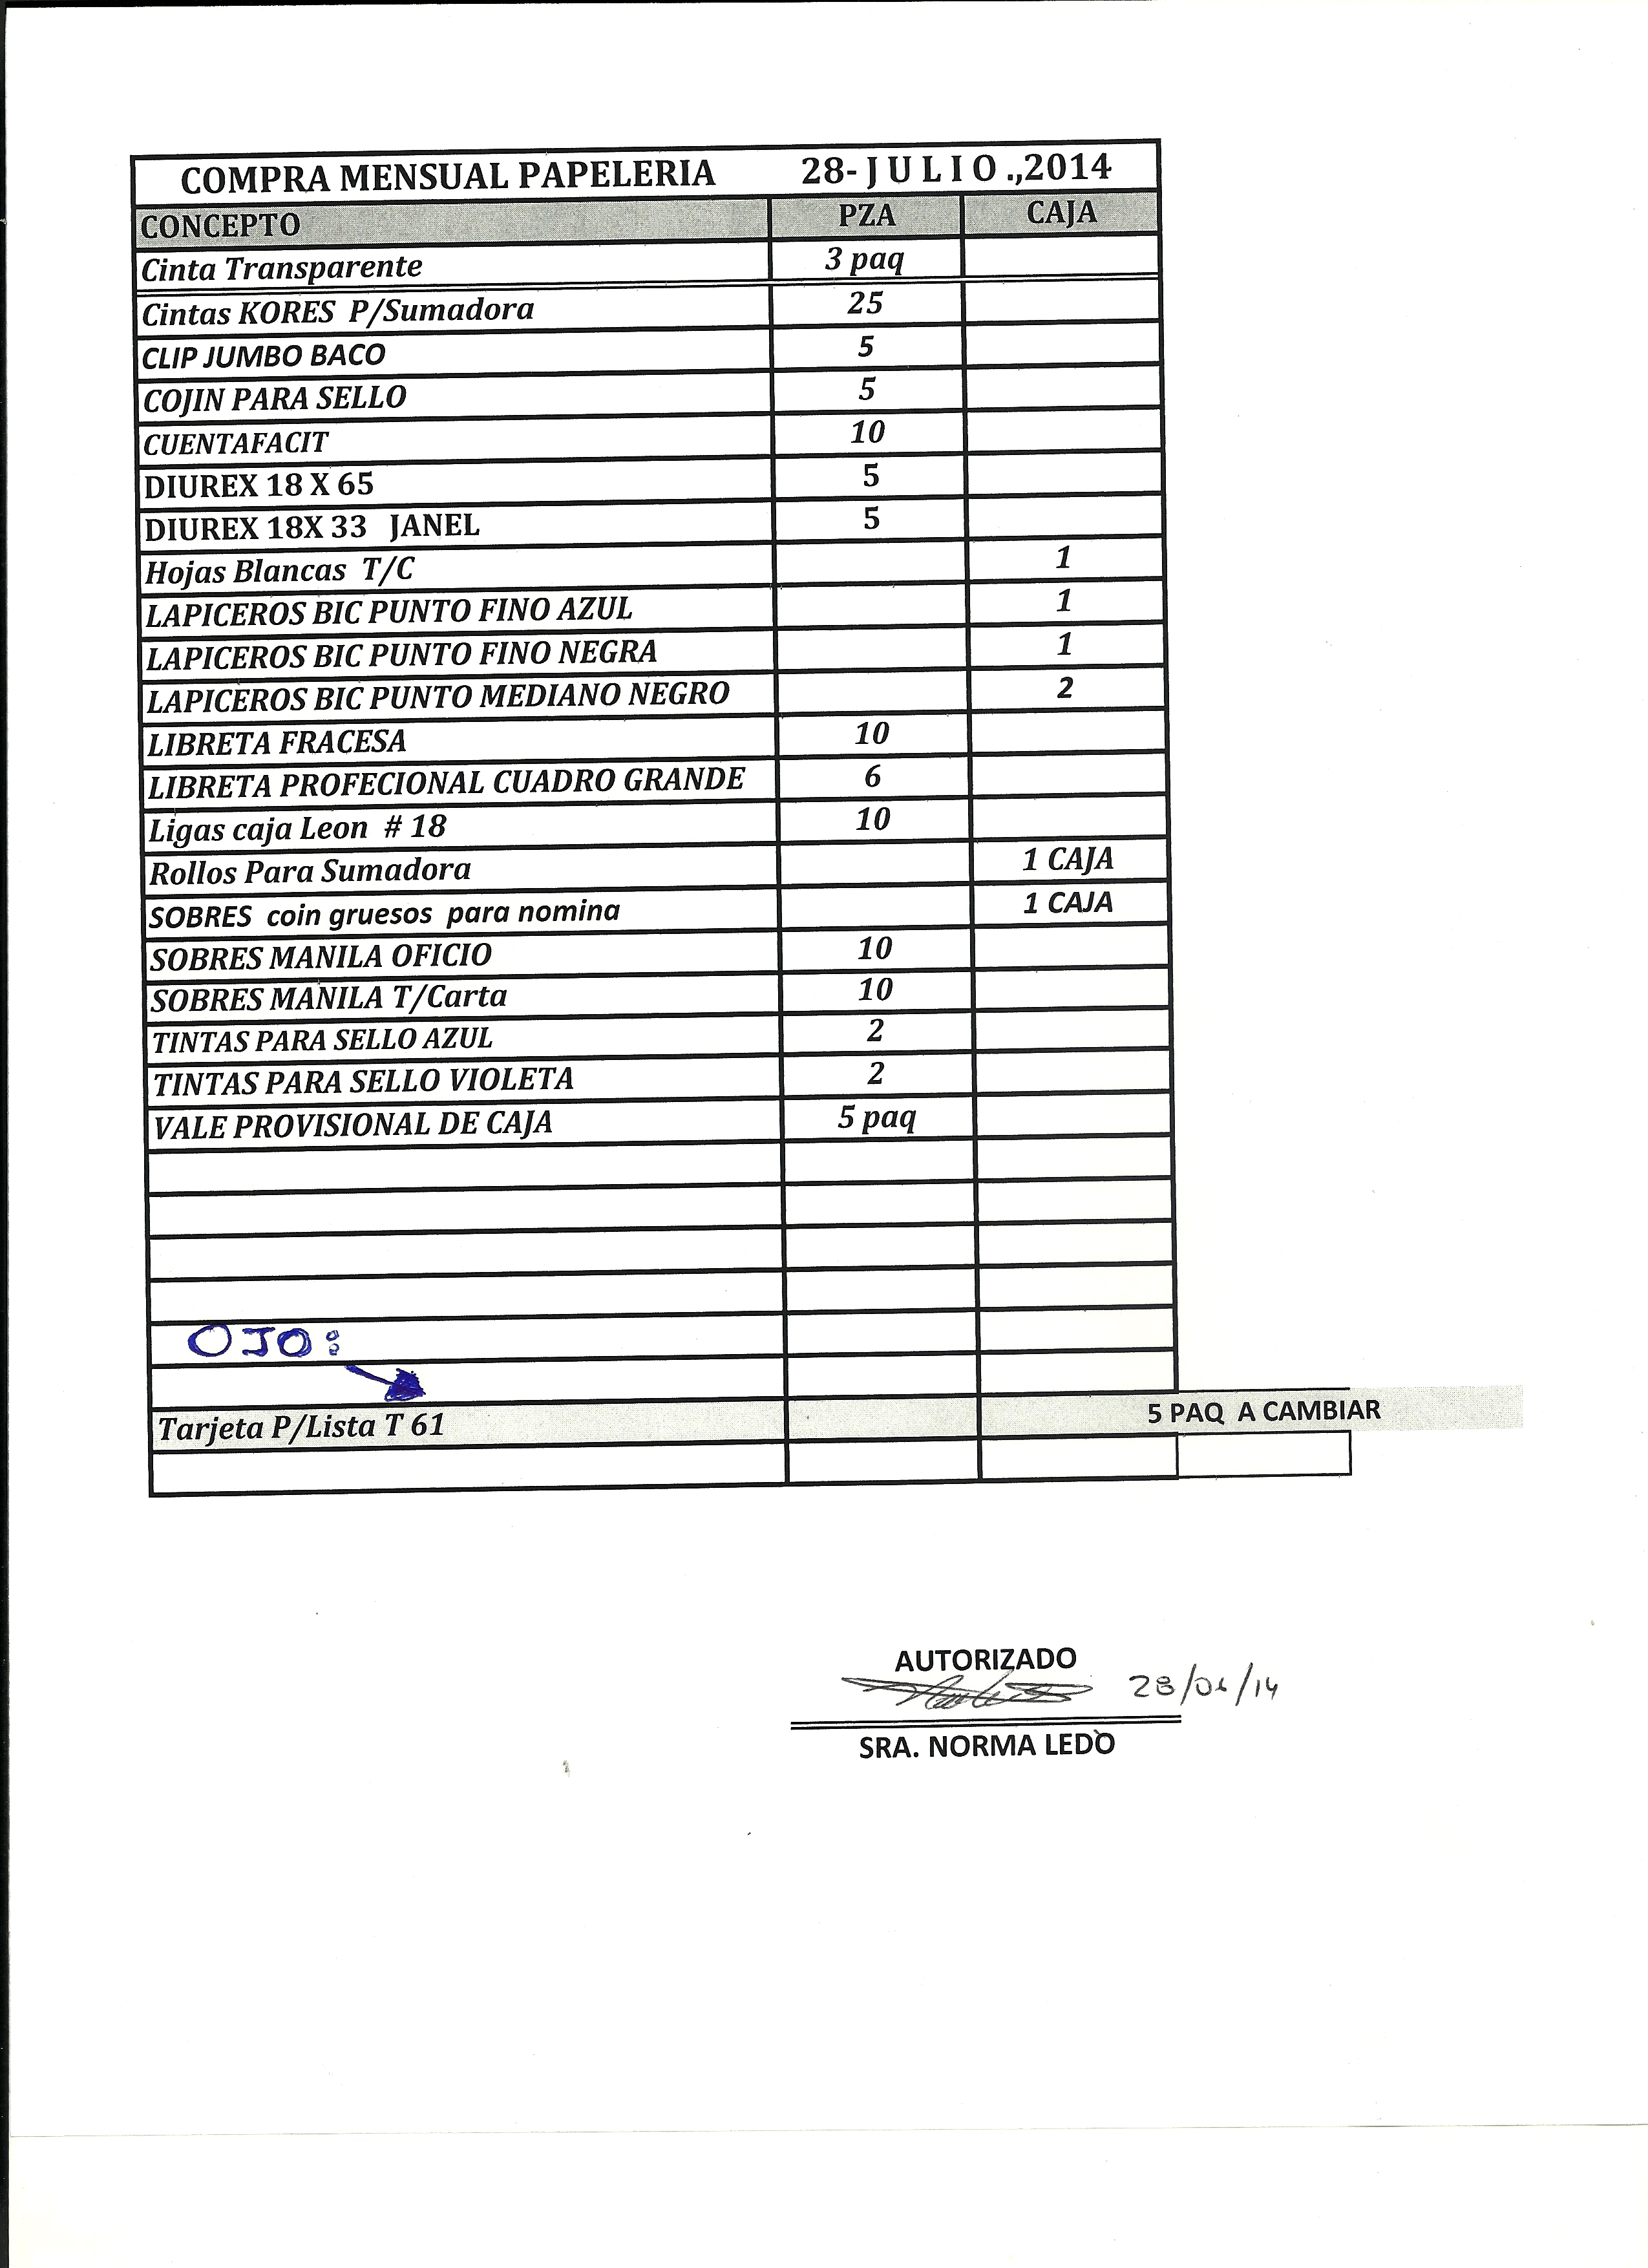 COMPRA MENSUAL PAPELERIA 28- J U L I O .,2014
CONCEPTO PZA CAJA
Cinta Transparente 3 paq
Cintas KORES P/Sumadora 25
CLIP JUMBO BACO 5
COJIN PARA SELLO 5
CUENTAFACIT 10
DIUREX 18 X 65 5
DIUREX 18X 33 JANEL 5
Hojas Blancas T/C 1
LAPICEROS BIC PUNTO FINO AZUL 1
LAPICEROS BIC PUNTO FINO NEGRA 1
LAPICEROS BIC PUNTO MEDIANO NEGRO 2
LIBRETA FRACESA 10
LIBRETA PROFECIONAL CUADRO GRANDE 6
Ligas caja Leon # 18 10
Rollos Para Sumadora 1 CAJA
SOBRES coin gruesos para nomina 1 CAJA
SOBRES MANILA OFICIO 10
SOBRES MANILA T/Carta 10
TINTAS PARA SELLO AZUL 2
TINTAS PARA SELLO VIOLETA 2
VALE PROVISIONAL DE CAJA 5 paq
OJO:
Tarjeta P/Lista T 61 5 PAQ A CAMBIAR
AUTORIZADO
SRA. NORMA LEDO